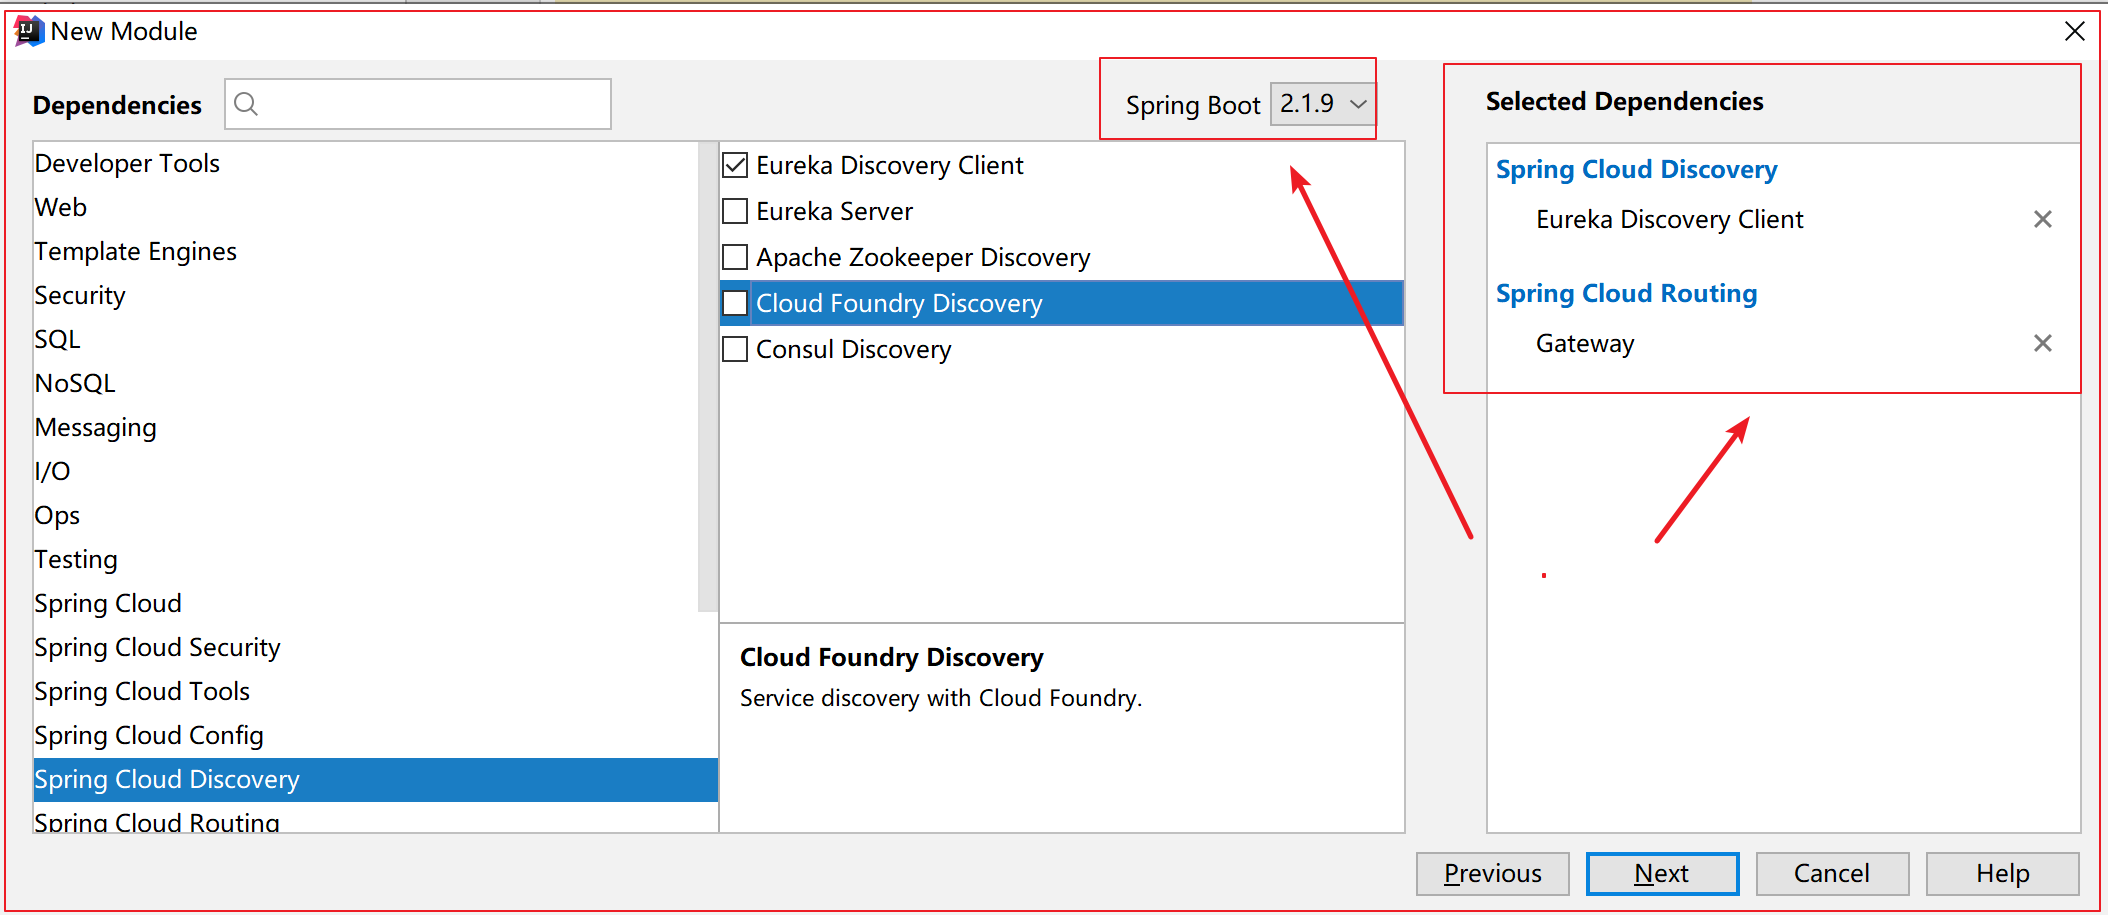 New Module
Dependencies
Spring Boot 2.1.9
Selected Dependencies
Developer Tools
Web
Template Engines
Security
SQL
NoSQL
Messaging
I/O
Ops
Testing
Spring Cloud
Spring Cloud Security
Spring Cloud Tools
Spring Cloud Config
Spring Cloud Discovery
Spring Cloud Routing
Eureka Discovery Client
Eureka Server
Apache Zookeeper Discovery
Cloud Foundry Discovery
Consul Discovery
Cloud Foundry Discovery
Service discovery with Cloud Foundry.
Spring Cloud Discovery
Eureka Discovery Client
Spring Cloud Routing
Gateway
Previous
Next
Cancel
Help